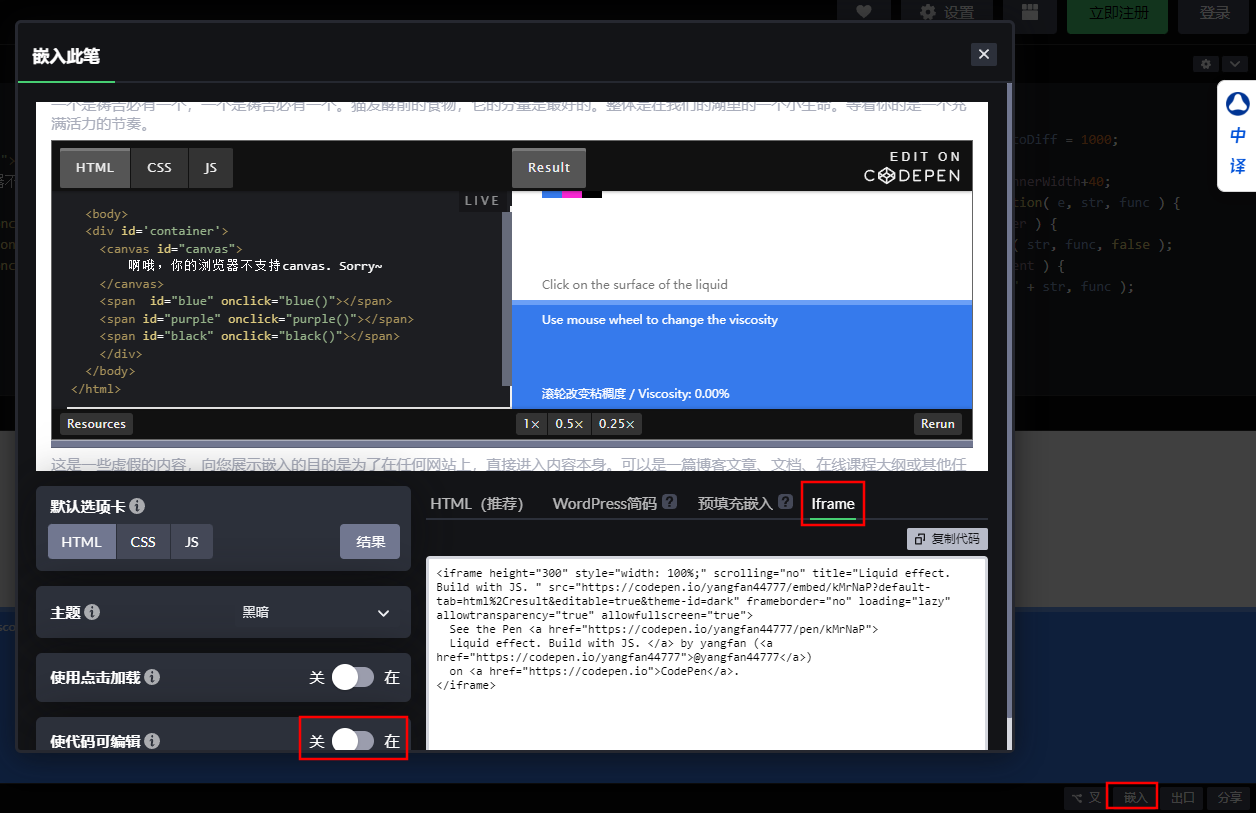 设置
立即注册
登录
嵌入此笔
一个是祷告必有一个，一个是祷告必有一个。猫发酵前的食物，它的分量是最好的。整体是在我们的湖里的一个小生命。等着你的是一个充
满活力的节奏。
HTML
CSS
JS
Result
EDIT ON
CODEPEN
LIVE
<body>
<div id='container'>
<canvas id="canvas">
啊哦，你的浏览器不支持canvas. Sorry~
</canvas>
<span  id="blue" onclick="blue()"></span>
<span id="purple" onclick="purple()"></span>
<span id="black" onclick="black()"></span>
</div>
</body>
</html>
Click on the surface of the liquid
Use mouse wheel to change the viscosity
滚轮改变粘稠度 / Viscosity: 0.00%
Resources
1×
0.5×
0.25×
Rerun
这是一些虚假的内容，向您展示嵌入的目的是为了在任何网站上，直接进入内容本身。可以是一篇博客文章、文档、在线课程大纲或其他任
oDiff = 1000;
nnerWidth+40;
tion( e, str, func ) {
er ) {
( str, func, false );
ent ) {
' + str, func );
中
译
默认选项卡
HTML
CSS
JS
结果
主题
黑暗
使用点击加载
关
在
使代码可编辑
关
在
HTML（推荐）
WordPress简码
预填充嵌入
Iframe
复制代码
<iframe height="300" style="width: 100%;" scrolling="no" title="Liquid effect.
Build with JS. " src="https://codepen.io/yangfan44777/embed/kMrNaP?default-
tab=html%2Cresult&editable=true&theme-id=dark" frameborder="no" loading="lazy"
allowtransparency="true" allowfullscreen="true">
See the Pen <a href="https://codepen.io/yangfan44777/pen/kMrNaP">
Liquid effect. Build with JS. </a> by yangfan (<a
href="https://codepen.io/yangfan44777">@yangfan44777</a>)
on <a href="https://codepen.io">CodePen</a>.
</iframe>
叉
嵌入
出口
分享